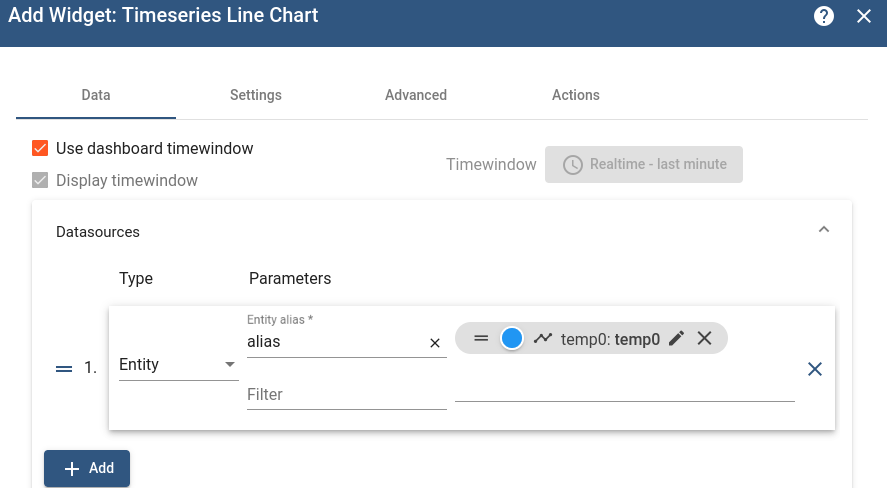 Add Widget: Timeseries Line Chart
Data Settings Advanced Actions
Use dashboard timewindow
Display timewindow
Timewindow Realtime - last minute
Datasources
Type Parameters
Entity alias *
alias
temp0: temp0
1. Entity
Filter
Add